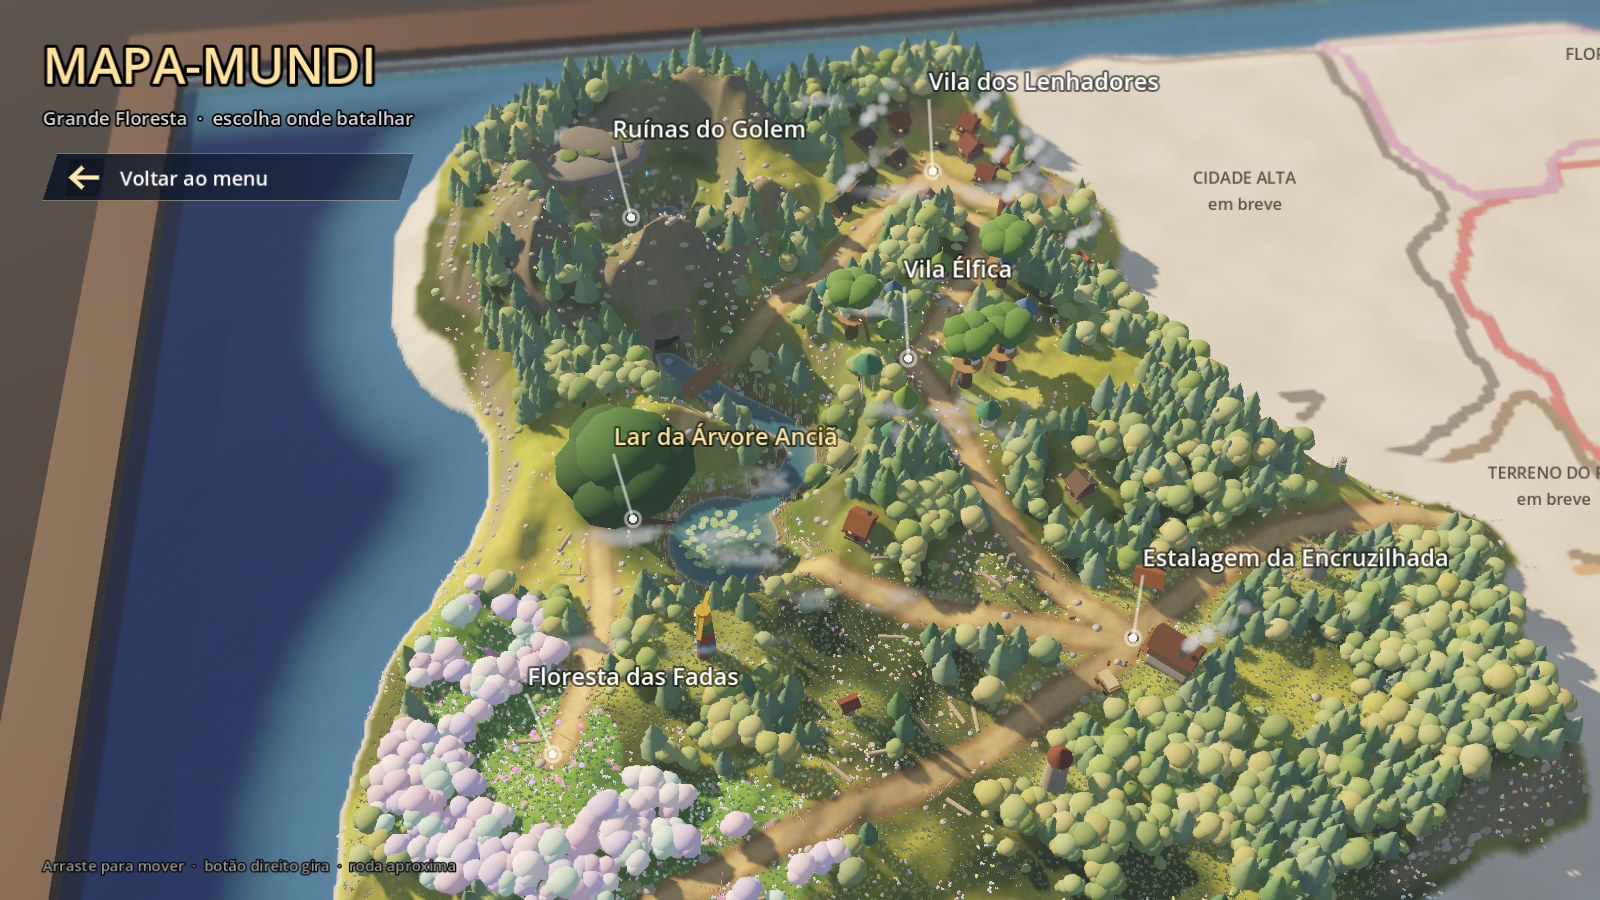 MAPA-MUNDI
Grande Floresta · escolha onde batalhar
Voltar ao menu
Vila dos Lenhadores
Ruínas do Golem
CIDADE ALTA
em breve
Vila Élfica
Lar da Árvore Anciã
TERRENO DO
em breve
Estalagem da Encruzilhada
Floresta das Fadas
Arraste para mover · botão direito gira · roda aproxima